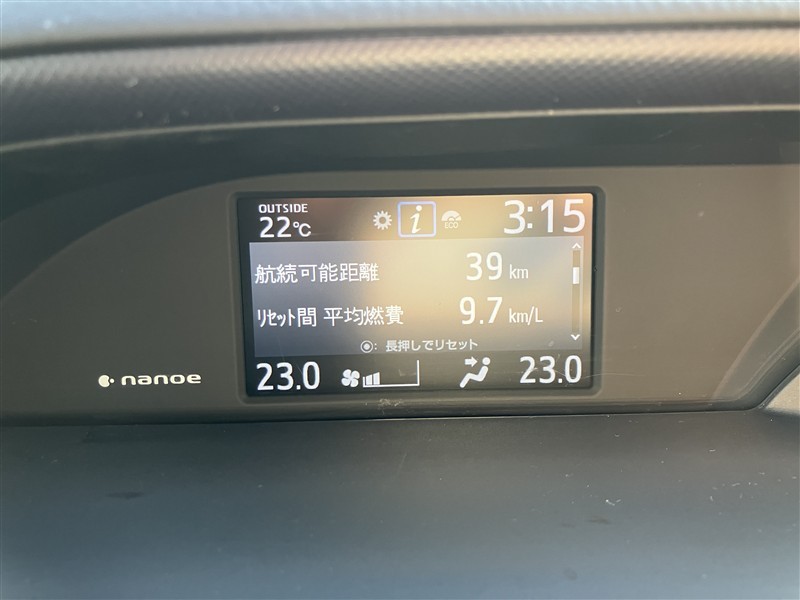 OUTSIDE
22℃
ECO
3:15
航続可能距離 39 km
ﾘｾｯﾄ間 平均燃費 9.7 km/L
◉: 長押しでリセット
23.0 23.0
nanoe